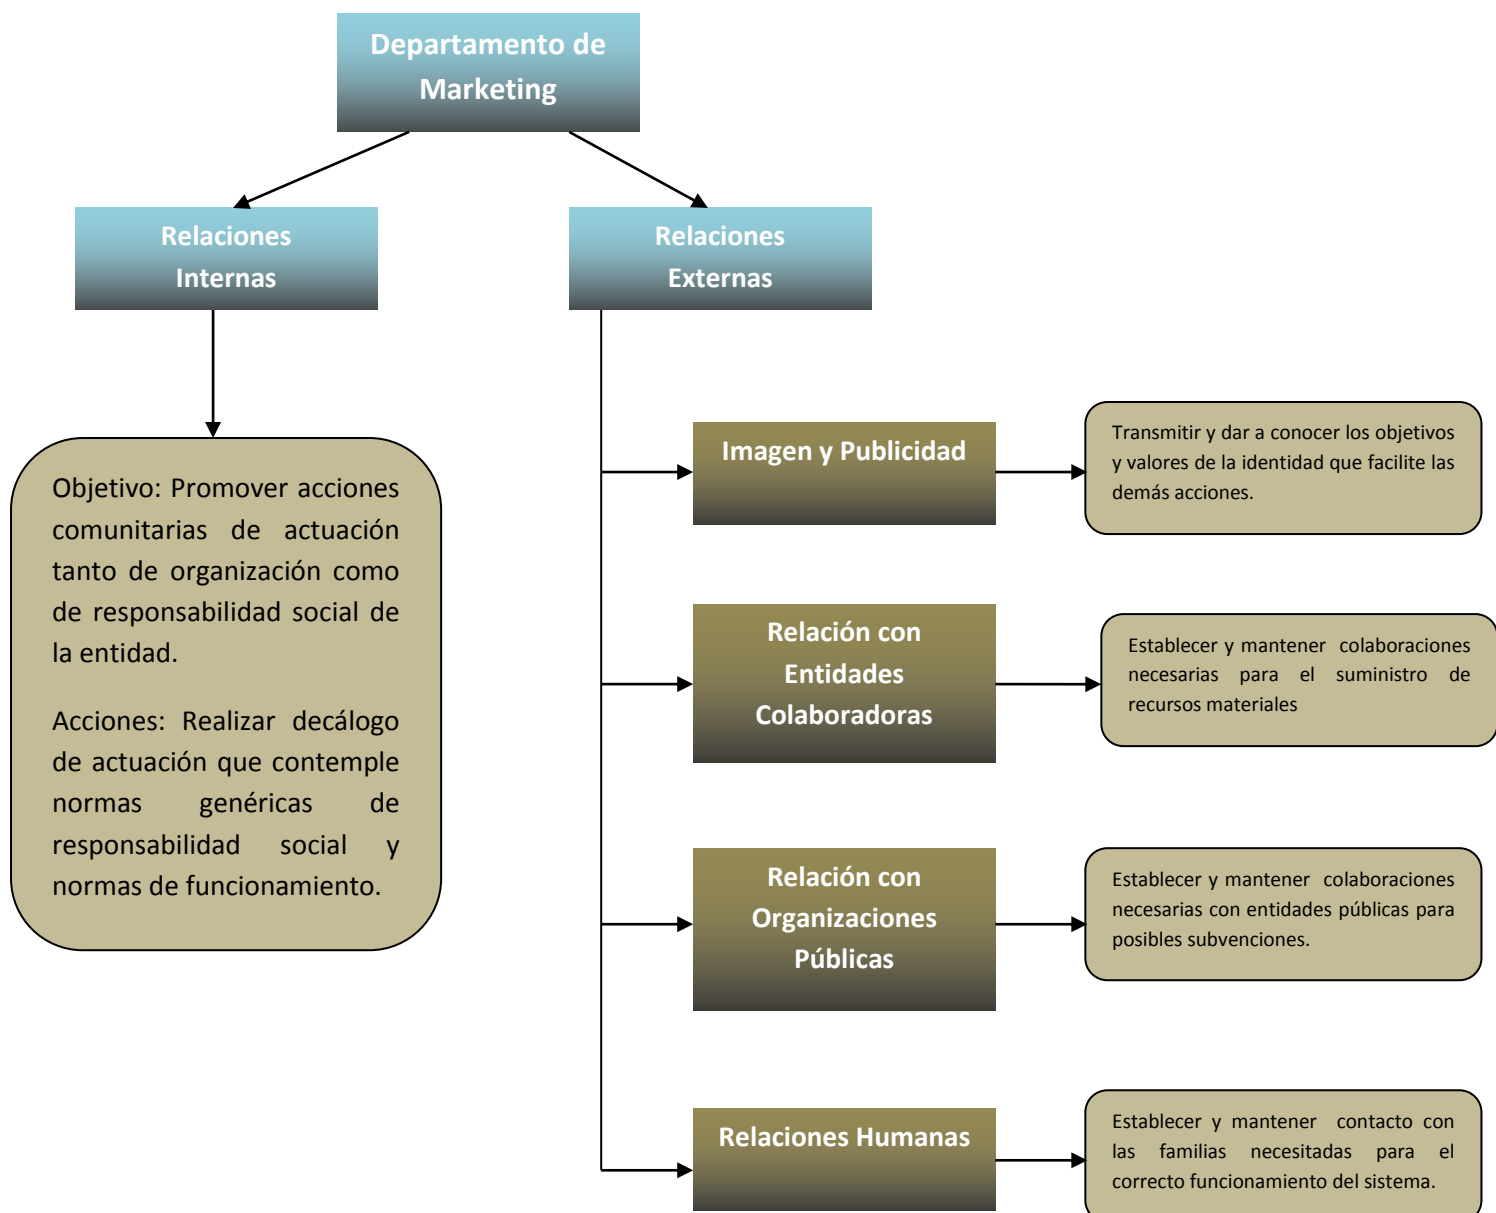 Departamento de
Marketing
Relaciones
Internas
Relaciones
Externas
Objetivo: Promover acciones
comunitarias de actuación
tanto de organización como
de responsabilidad social de
la entidad.
Acciones: Realizar decálogo
de actuación que contemple
normas genéricas de
responsabilidad social y
normas de funcionamiento.
Imagen y Publicidad
Transmitir y dar a conocer los objetivos
y valores de la identidad que facilite las
demás acciones.
Relación con
Entidades
Colaboradoras
Establecer y mantener colaboraciones
necesarias para el suministro de
recursos materiales
Relación con
Organizaciones
Públicas
Establecer y mantener colaboraciones
necesarias con entidades públicas para
posibles subvenciones.
Relaciones Humanas
Establecer y mantener contacto con
las familias necesitadas para el
correcto funcionamiento del sistema.